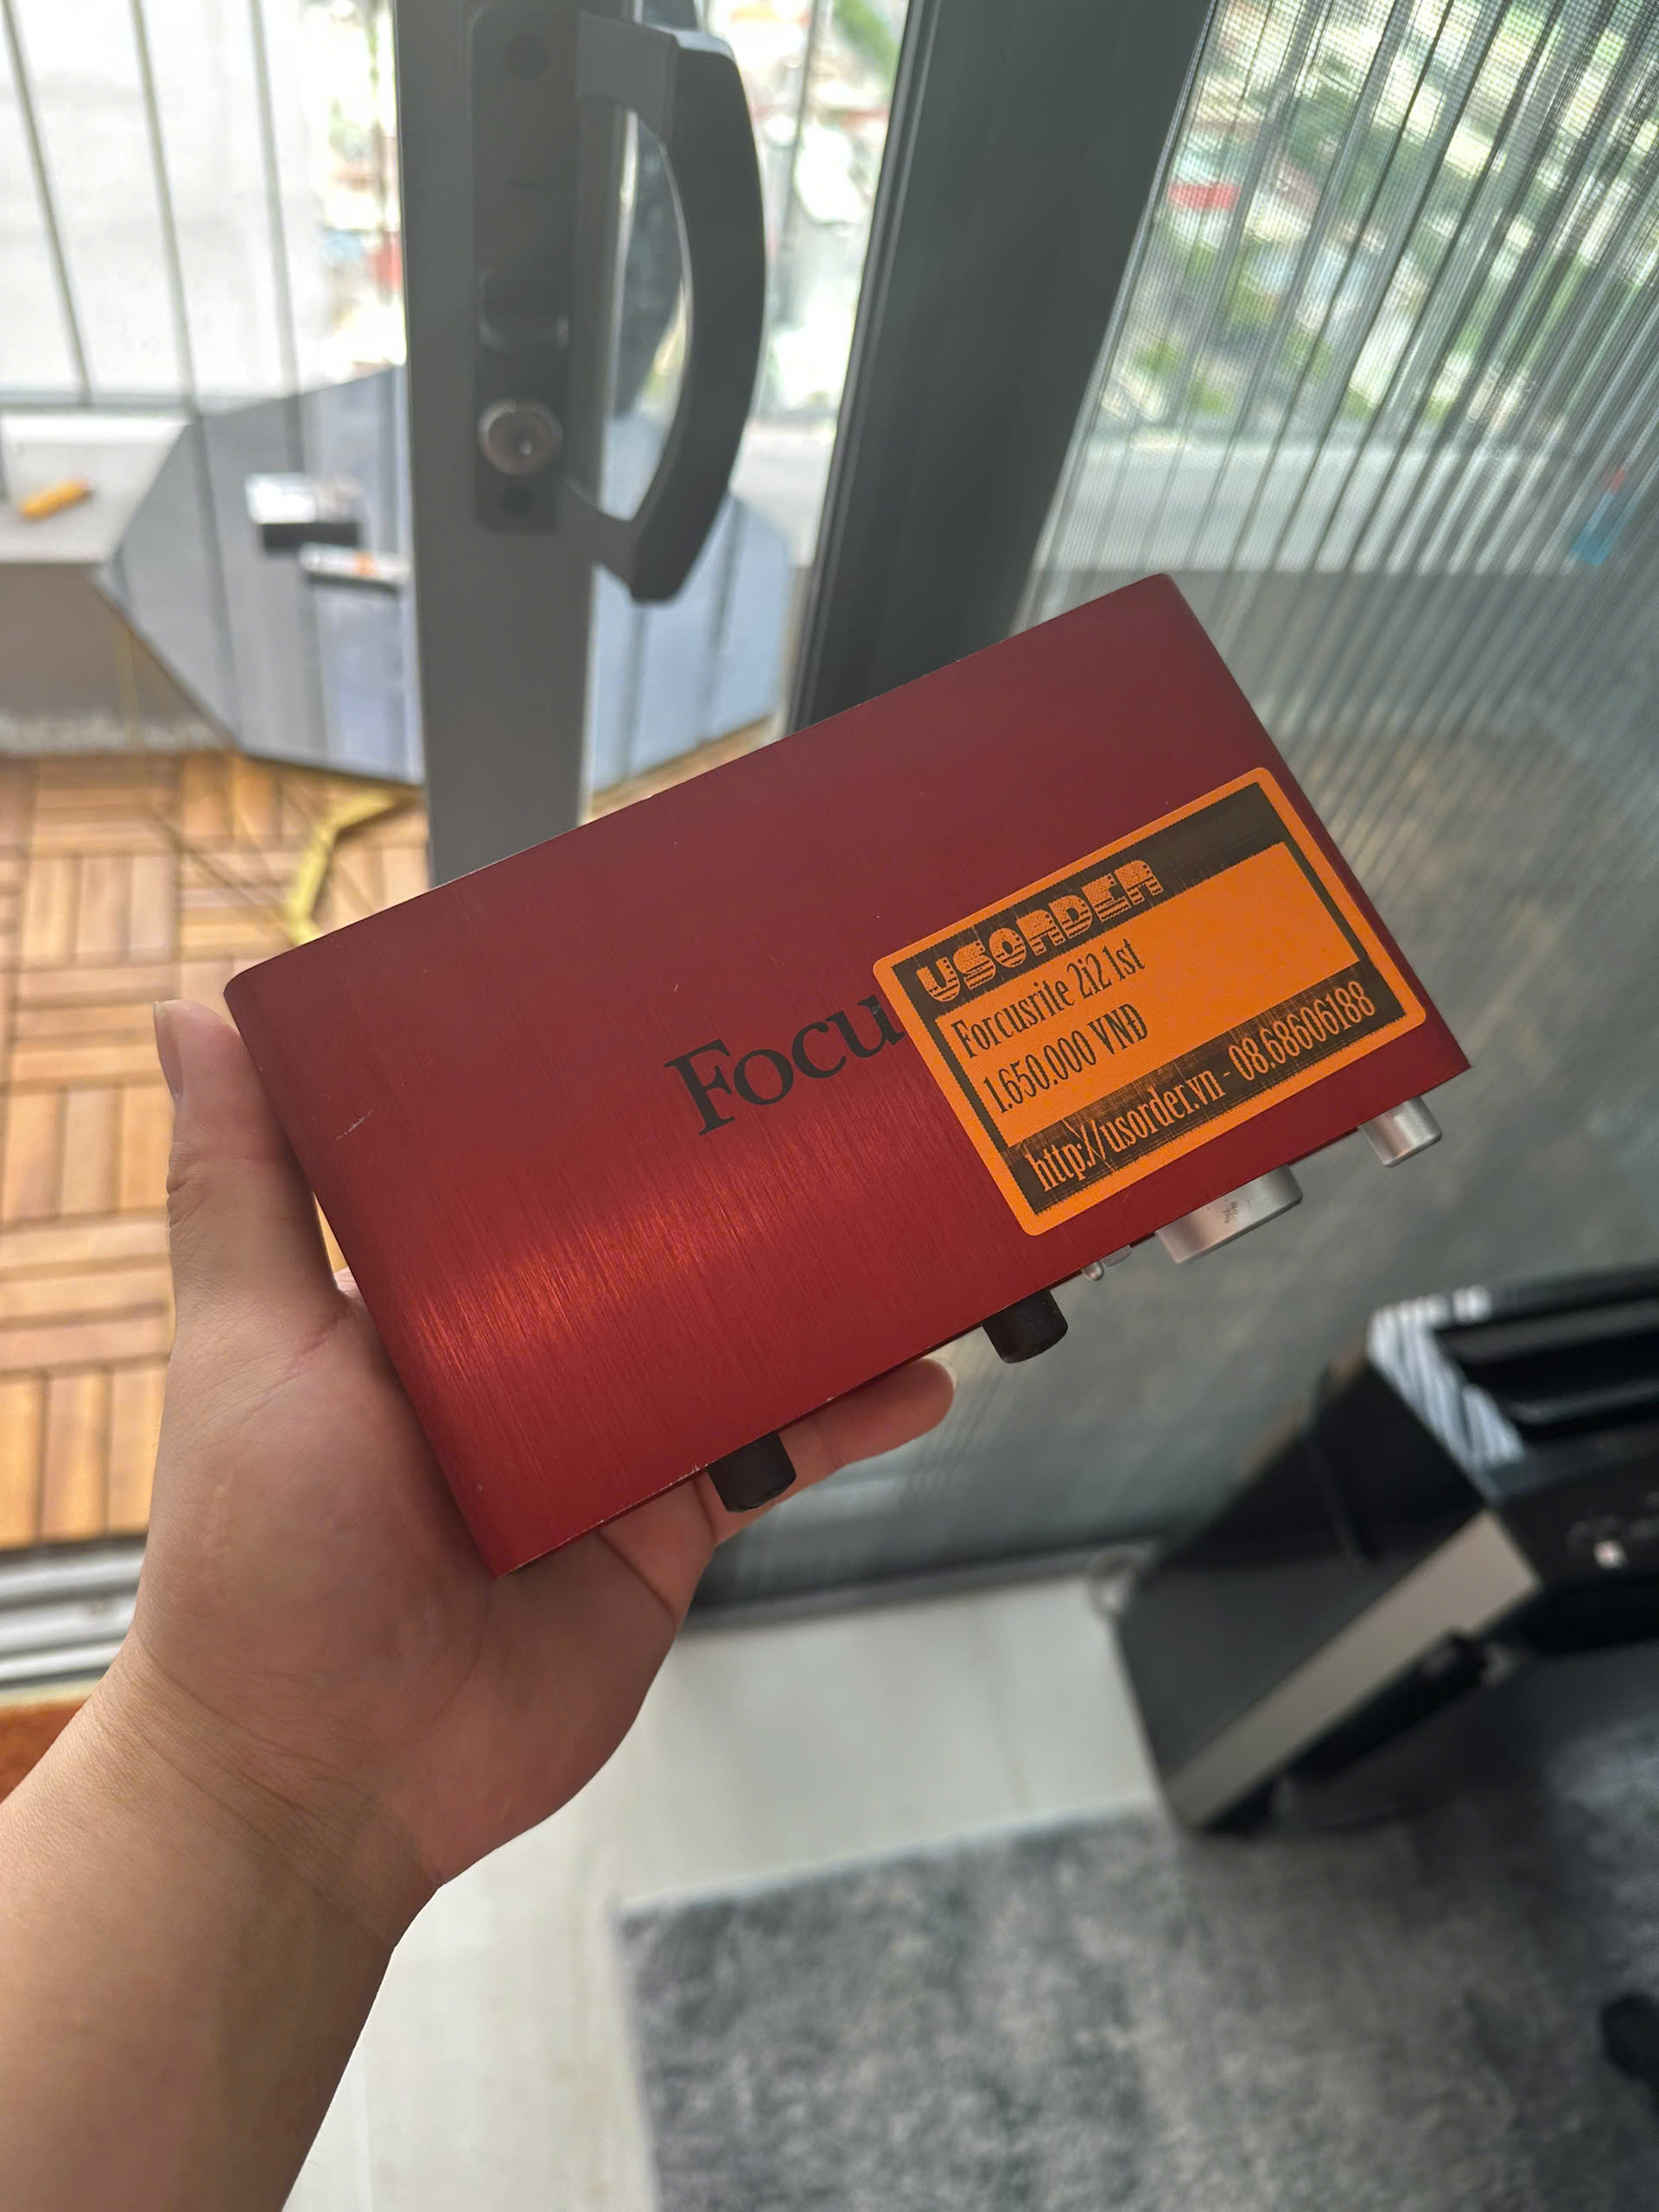 Focu
USORDER
Forcusrite 2i2 1st
1.650.000 VNĐ
http://usorder.vn - 08.68606188